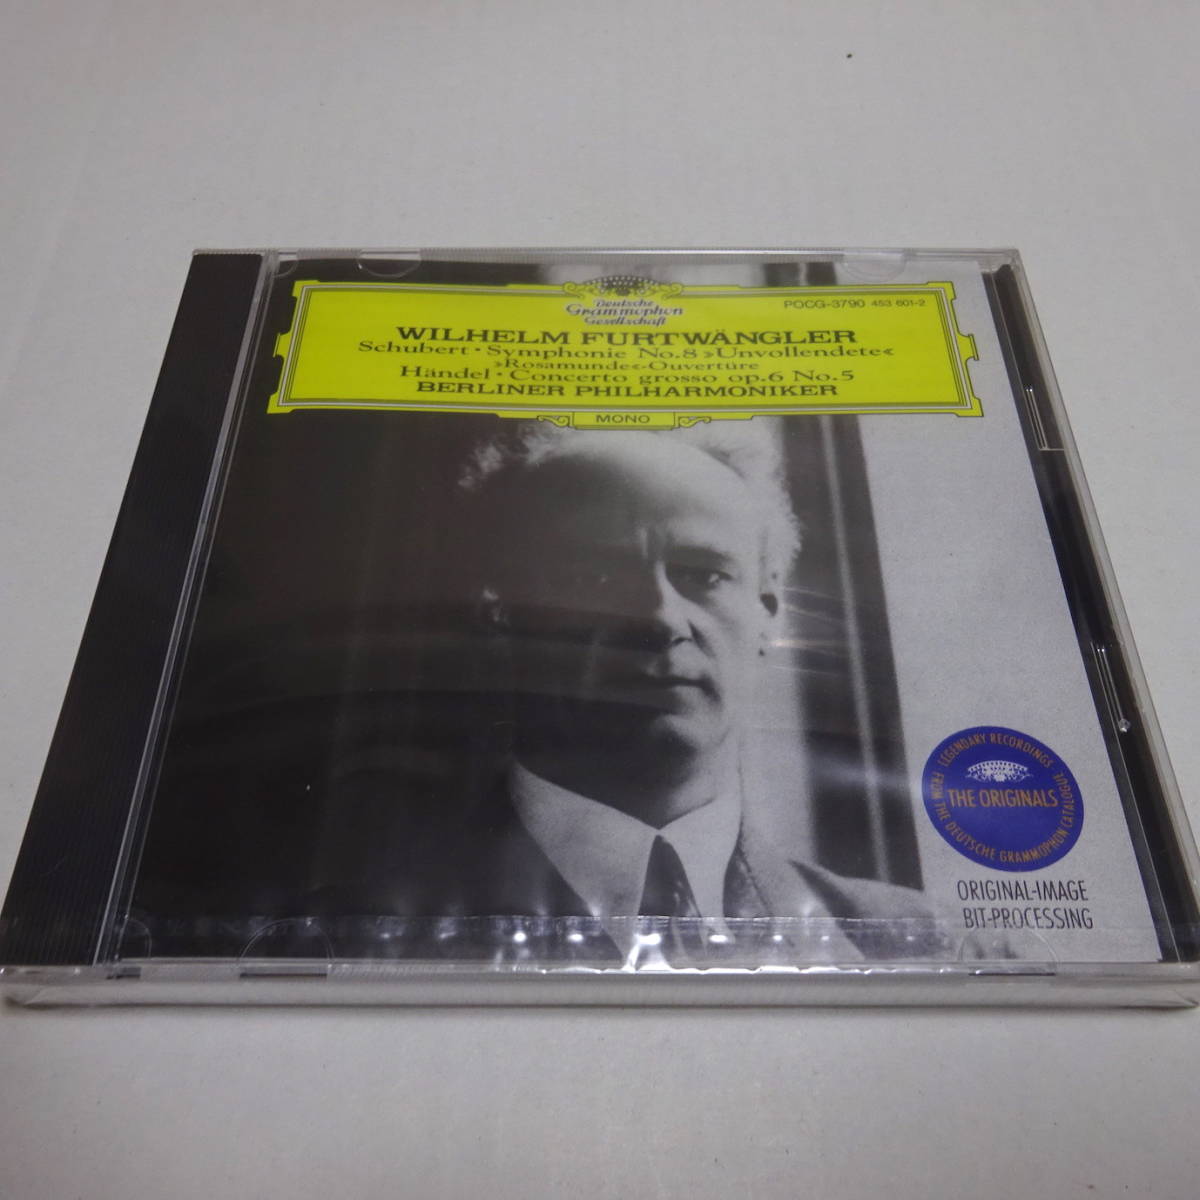 Deutsche
Grammophon
Gesellschaft
POCG-3790 453 601-2
WILHELM FURTWÄNGLER
Schubert · Symphonie No.8 »Unvollendete«
»Rosamunde«-Ouvertüre
Händel · Concerto grosso op.6 No.5
BERLINER PHILHARMONIKER
MONO
LEGENDARY RECORDINGS
THE ORIGINALS
FROM THE DEUTSCHE GRAMMOPHON CATALOGUE
ORIGINAL-IMAGE
BIT-PROCESSING